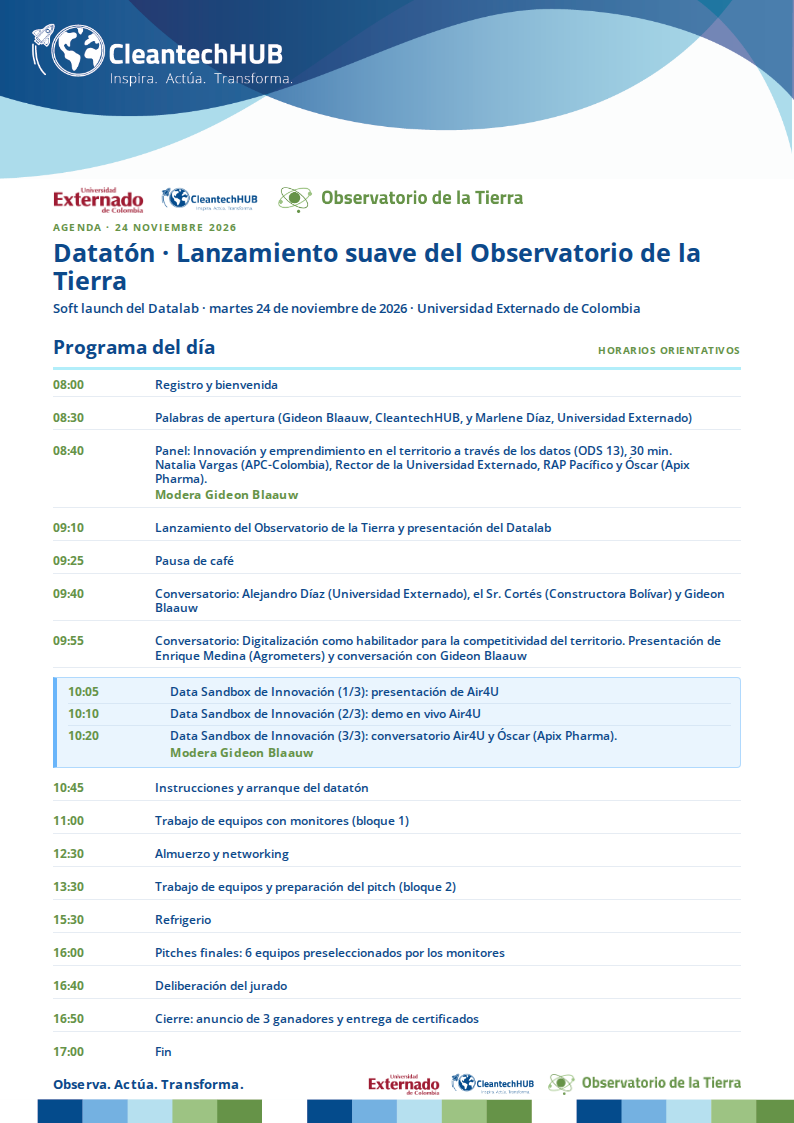 CleantechHUB
Inspira. Actúa. Transforma.
Universidad
Externado
de Colombia
CleantechHUB
Inspira. Actúa. Transforma.
Observatorio de la Tierra
AGENDA · 24 NOVIEMBRE 2026
Datatón · Lanzamiento suave del Observatorio de la
Tierra
Soft launch del Datalab · martes 24 de noviembre de 2026 · Universidad Externado de Colombia
Programa del día
HORARIOS ORIENTATIVOS
08:00 Registro y bienvenida
08:30 Palabras de apertura (Gideon Blaauw, CleantechHUB, y Marlene Díaz, Universidad Externado)
08:40 Panel: Innovación y emprendimiento en el territorio a través de los datos (ODS 13), 30 min.
Natalia Vargas (APC-Colombia), Rector de la Universidad Externado, RAP Pacífico y Óscar (Apix
Pharma).
Modera Gideon Blaauw
09:10 Lanzamiento del Observatorio de la Tierra y presentación del Datalab
09:25 Pausa de café
09:40 Conversatorio: Alejandro Díaz (Universidad Externado), el Sr. Cortés (Constructora Bolívar) y Gideon
Blaauw
09:55 Conversatorio: Digitalización como habilitador para la competitividad del territorio. Presentación de
Enrique Medina (Agrometers) y conversación con Gideon Blaauw
10:05 Data Sandbox de Innovación (1/3): presentación de Air4U
10:10 Data Sandbox de Innovación (2/3): demo en vivo Air4U
10:20 Data Sandbox de Innovación (3/3): conversatorio Air4U y Óscar (Apix Pharma).
Modera Gideon Blaauw
10:45 Instrucciones y arranque del datatón
11:00 Trabajo de equipos con monitores (bloque 1)
12:30 Almuerzo y networking
13:30 Trabajo de equipos y preparación del pitch (bloque 2)
15:30 Refrigerio
16:00 Pitches finales: 6 equipos preseleccionados por los monitores
16:40 Deliberación del jurado
16:50 Cierre: anuncio de 3 ganadores y entrega de certificados
17:00 Fin
Observa. Actúa. Transforma.
Universidad
Externado
de Colombia
CleantechHUB
Inspira. Actúa. Transforma.
Observatorio de la Tierra